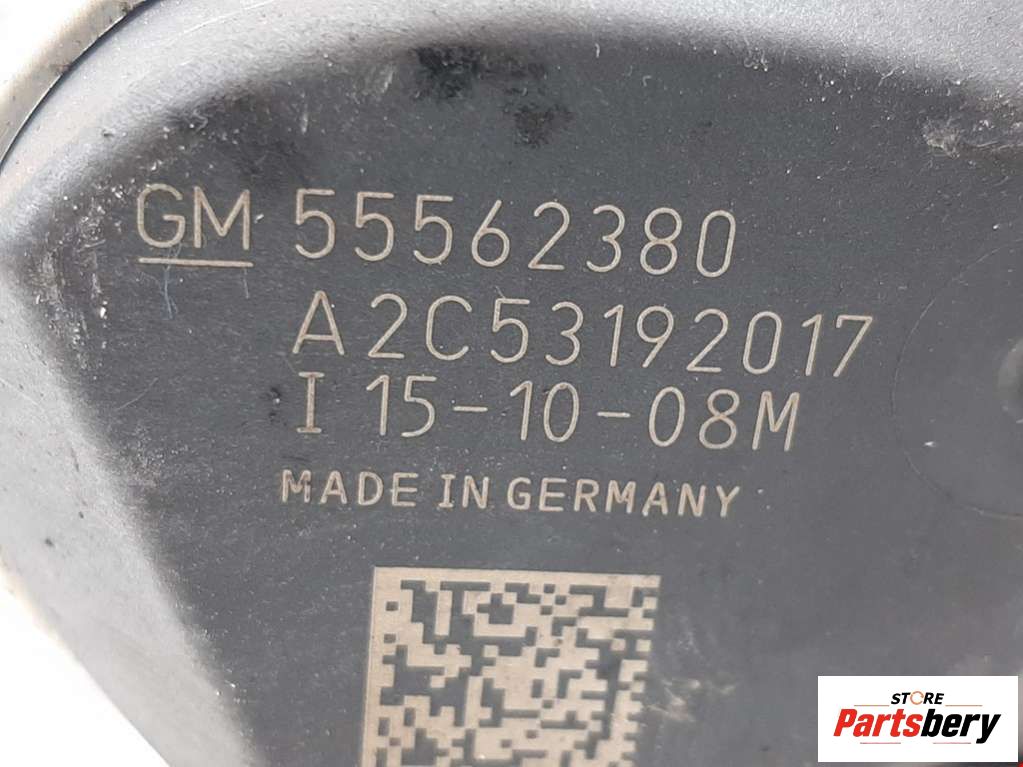 GM 55562380
A2C53192017
I 15-10-08M
MADE IN GERMANY
STORE
Partsbery